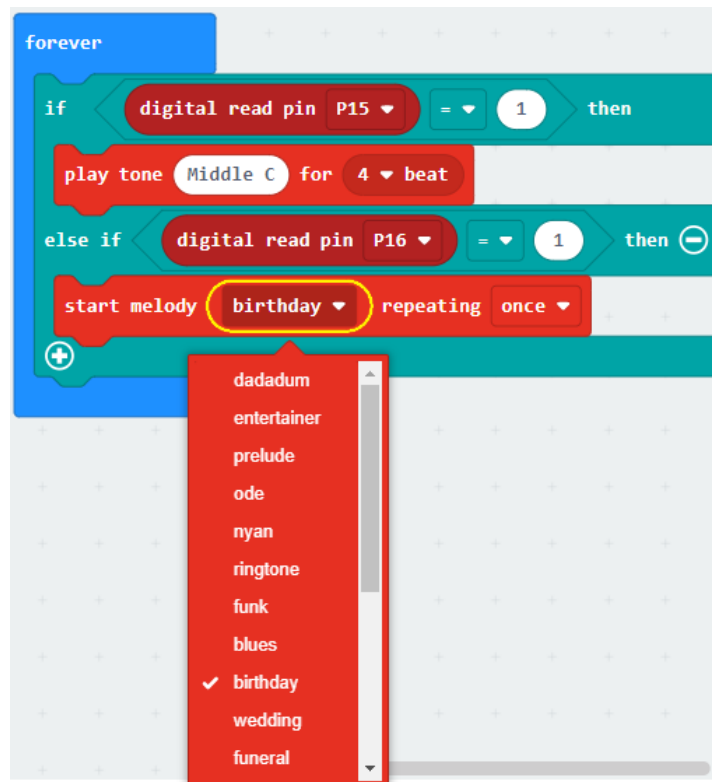 forever
if digital read pin P15 = 1 then
play tone Middle C for 4 beat
else if digital read pin P16 = 1 then
start melody birthday repeating once
dadadum
entertainer
prelude
ode
nyan
ringtone
funk
blues
birthday
wedding
funeral